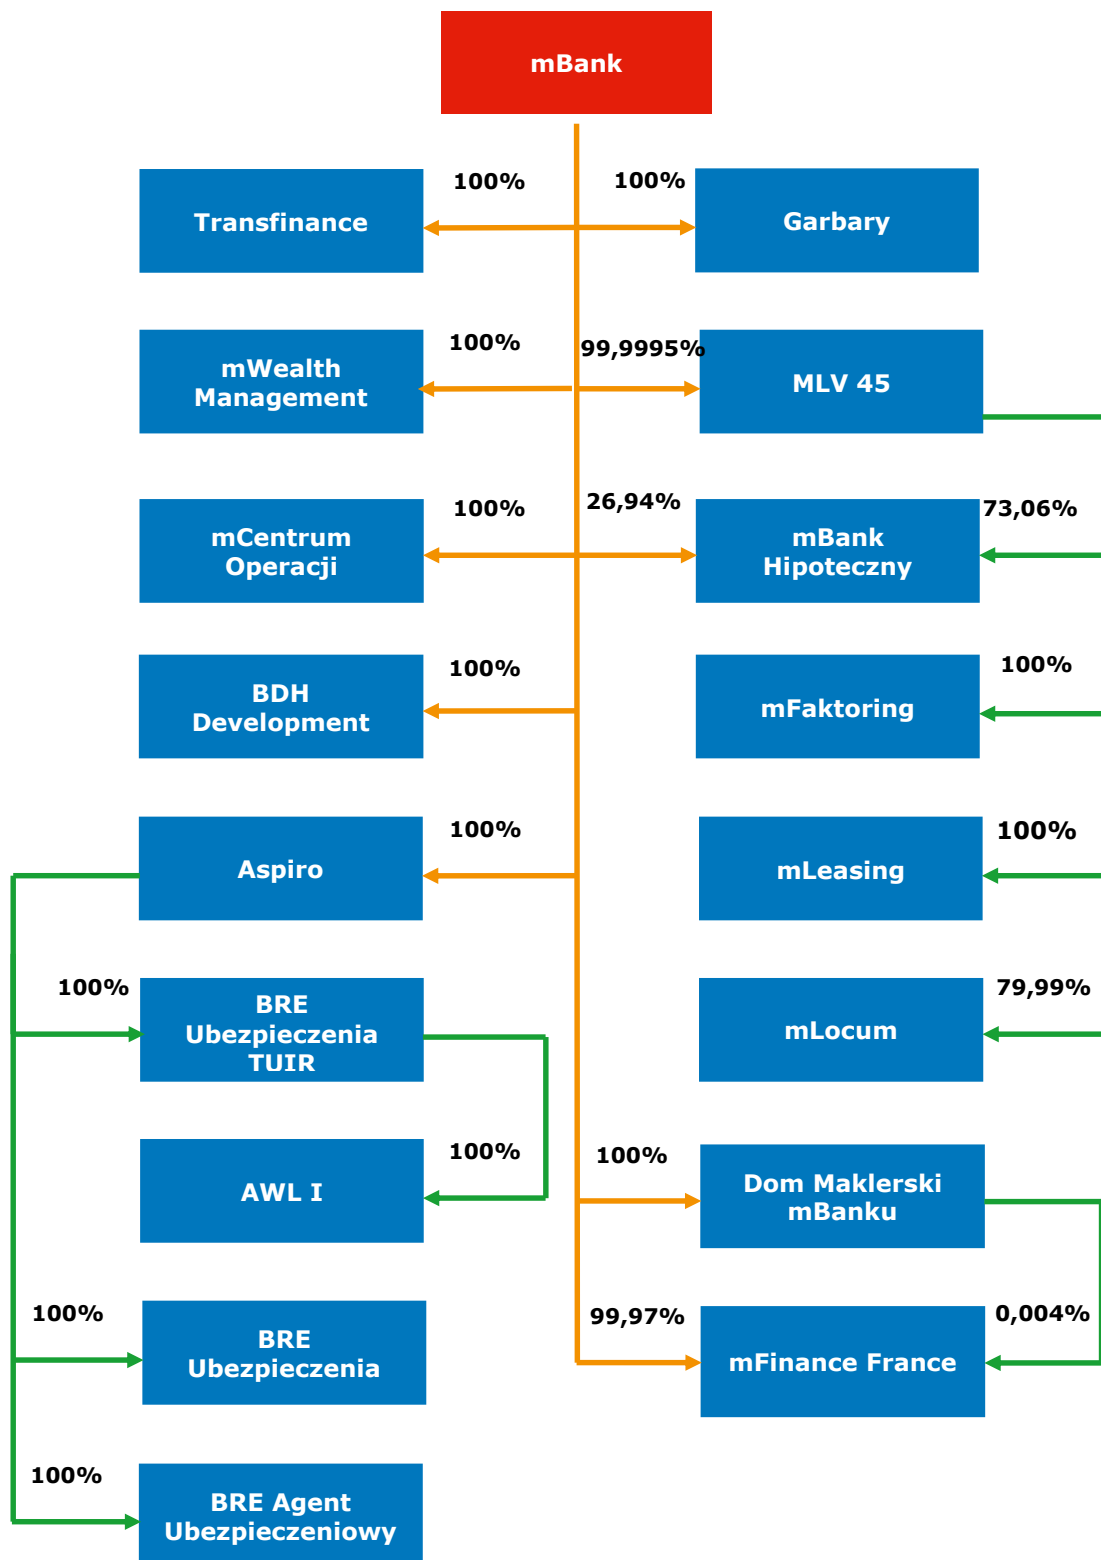 mBank
100%
100%
Transfinance
Garbary
100%
99,9995%
mWealth
Management
MLV 45
100%
26,94%
73,06%
mCentrum
Operacji
mBank
Hipoteczny
100%
100%
BDH
Development
mFaktoring
100%
100%
Aspiro
mLeasing
100%
79,99%
BRE
Ubezpieczenia
TUIR
mLocum
100%
100%
AWL I
Dom Maklerski
mBanku
100%
99,97%
0,004%
BRE
Ubezpieczenia
mFinance France
100%
BRE Agent
Ubezpieczeniowy